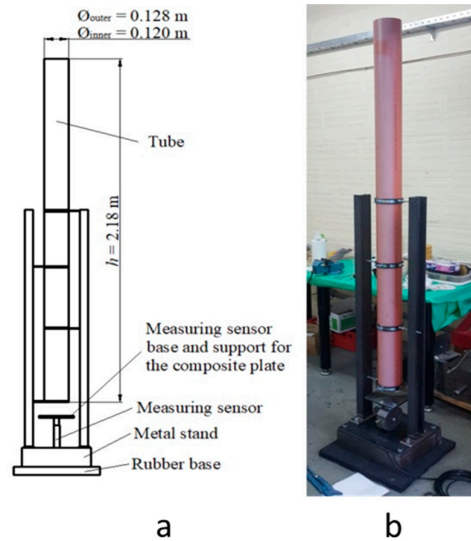 Øouter = 0.128 m
Øinner = 0.120 m
Tube
h = 2.18 m
Measuring sensor
base and support for
the composite plate
Measuring sensor
Metal stand
Rubber base
a
b